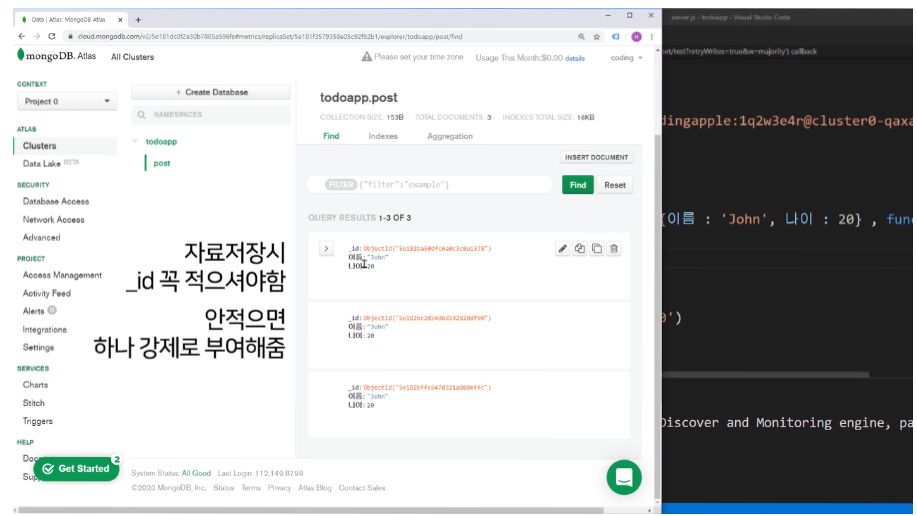 Data | Atlas: MongoDB Atlas
server.js - todoapp - Visual Studio Code
cloud.mongodb.com/v2/5e181dc8f2a30b7885a596fe#metrics/replicaSet/5e181f3579358e05c92f92b1/explorer/todoapp/post/find
mongoDB. Atlas
All Clusters
Please set your time zone
Usage This Month:$0.00 details
coding
net/test?retryWrites=true&w=majority') callback
CONTEXT
Project 0
ATLAS
Clusters
Data Lake BETA
SECURITY
Database Access
Network Access
Advanced
PROJECT
Access Management
Activity Feed
Alerts 0
Integrations
Settings
SERVICES
Charts
Stitch
Triggers
HELP
Get Started
2
+ Create Database
NAMESPACES
todoapp
post
자료저장시
_id 꼭 적으셔야함
안적으면
하나 강제로 부여해줌
todoapp.post
COLLECTION SIZE: 153B TOTAL DOCUMENTS: 3 INDEXES TOTAL SIZE: 16KB
Find
Indexes
Aggregation
INSERT DOCUMENT
FILTER {"filter":"example"}
Find
Reset
QUERY RESULTS 1-3 OF 3
_id: ObjectId("5e182ba50dfc6a0c3c0a1378")
이름: "John"
나이: 20
_id: ObjectId("5e182bc2054d6d142820df90")
이름: "John"
나이: 20
_id: ObjectId("5e182bffc647d321a080effc")
이름: "John"
나이: 20
System Status: All Good Last Login: 112.149.87.98
©2020 MongoDB, Inc. Status Terms Privacy Atlas Blog Contact Sales
dingapple:1q2w3e4r@cluster0-qaxa
{이름 : 'John', 나이 : 20} , func
')
Discover and Monitoring engine, pa